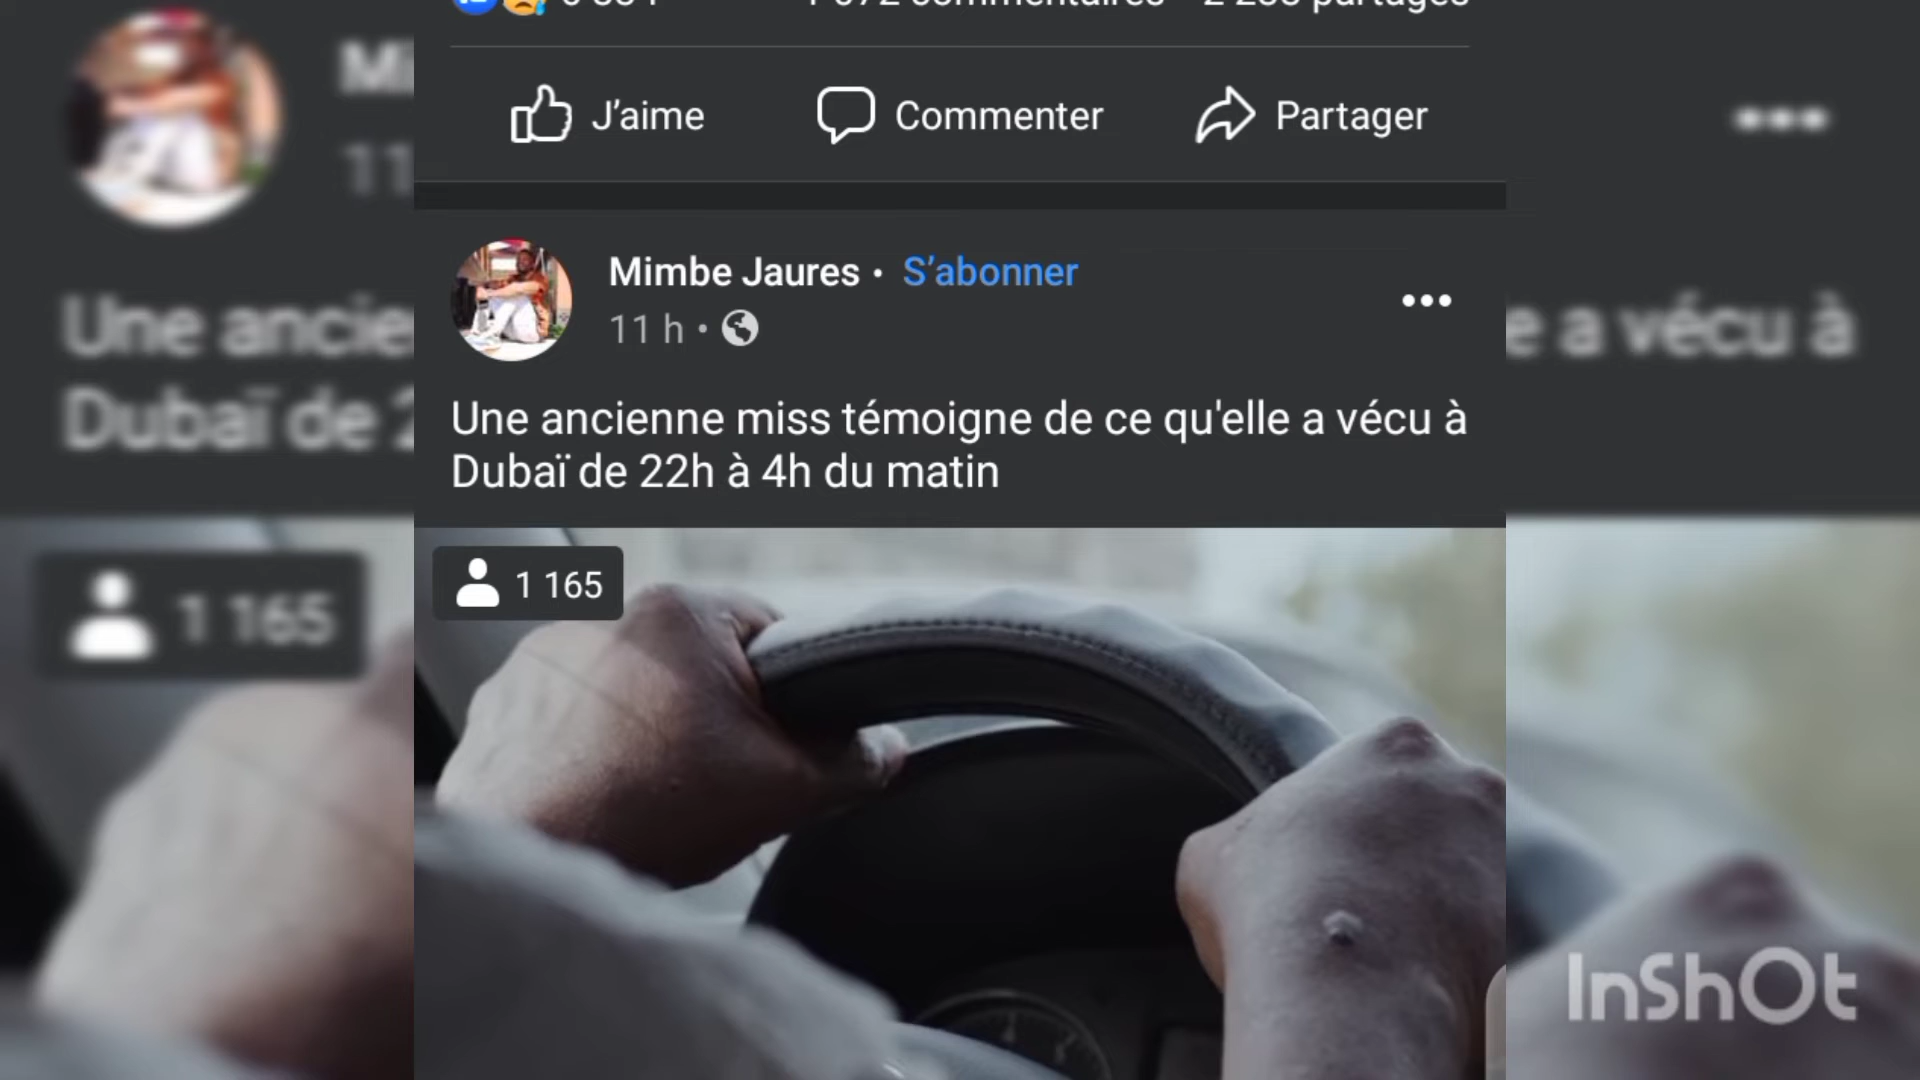 J'aime
Commenter
Partager
Mimbe Jaures • S'abonner
11 h •
Une ancienne miss témoigne de ce qu'elle a vécu à
Dubaï de 22h à 4h du matin
1 165
InShOt